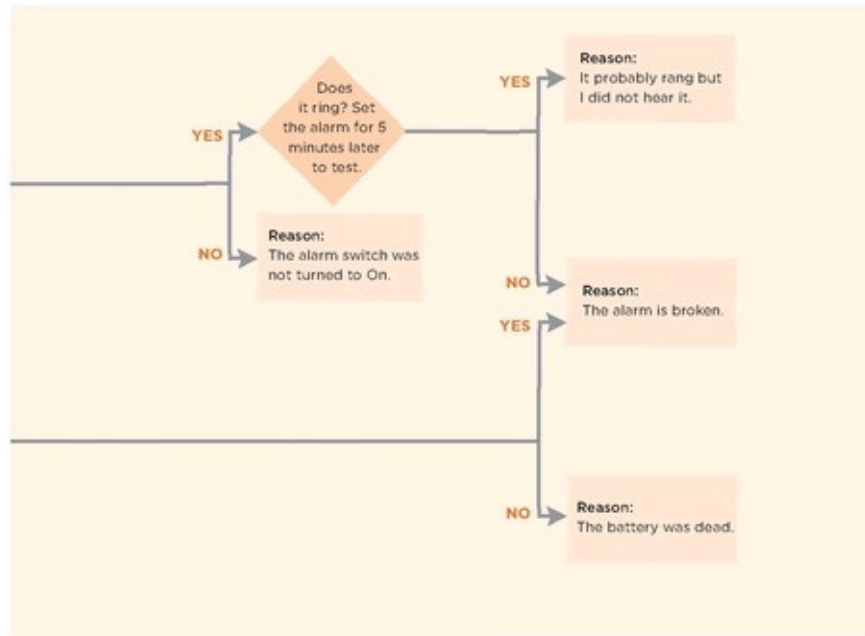 YES
Does
it ring? Set
the alarm for 5
minutes later
to test.
NO
Reason:
The alarm switch was
not turned to On.
YES
Reason:
It probably rang but
I did not hear it.
NO
Reason:
The alarm is broken.
YES
NO
Reason:
The battery was dead.